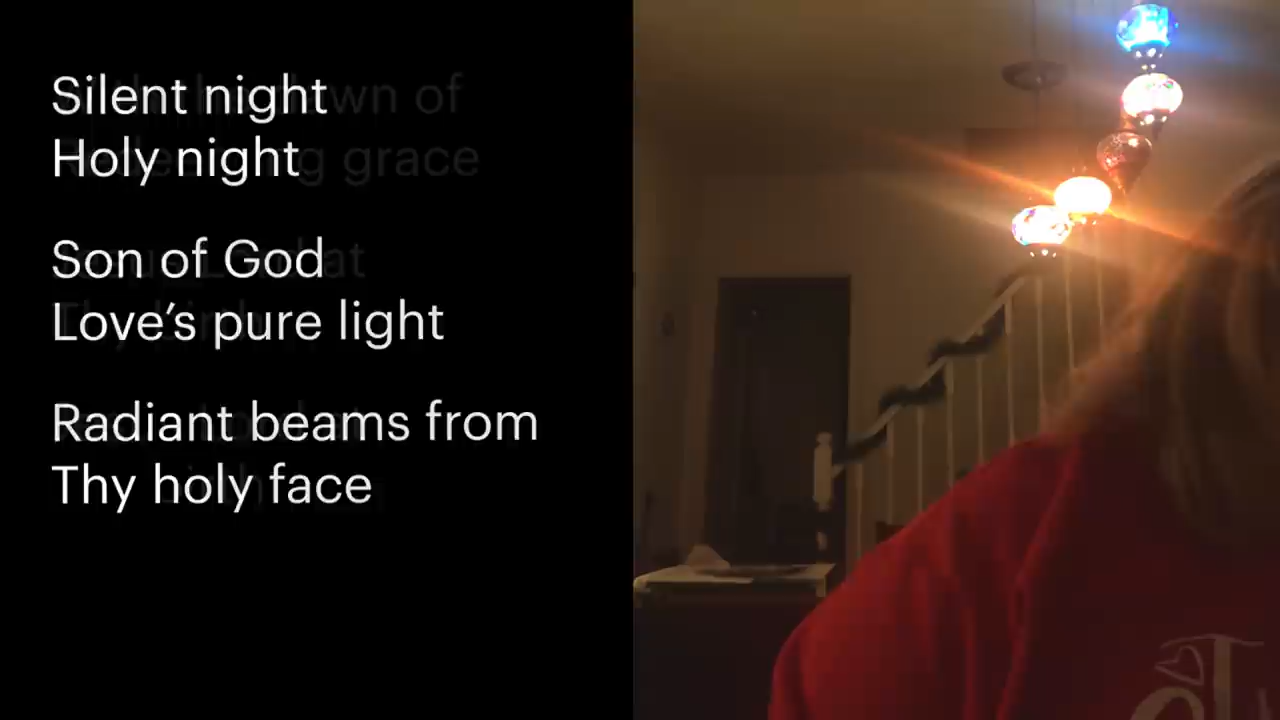 Silent night
Holy night
Son of God
Love’s pure light
Radiant beams from
Thy holy face